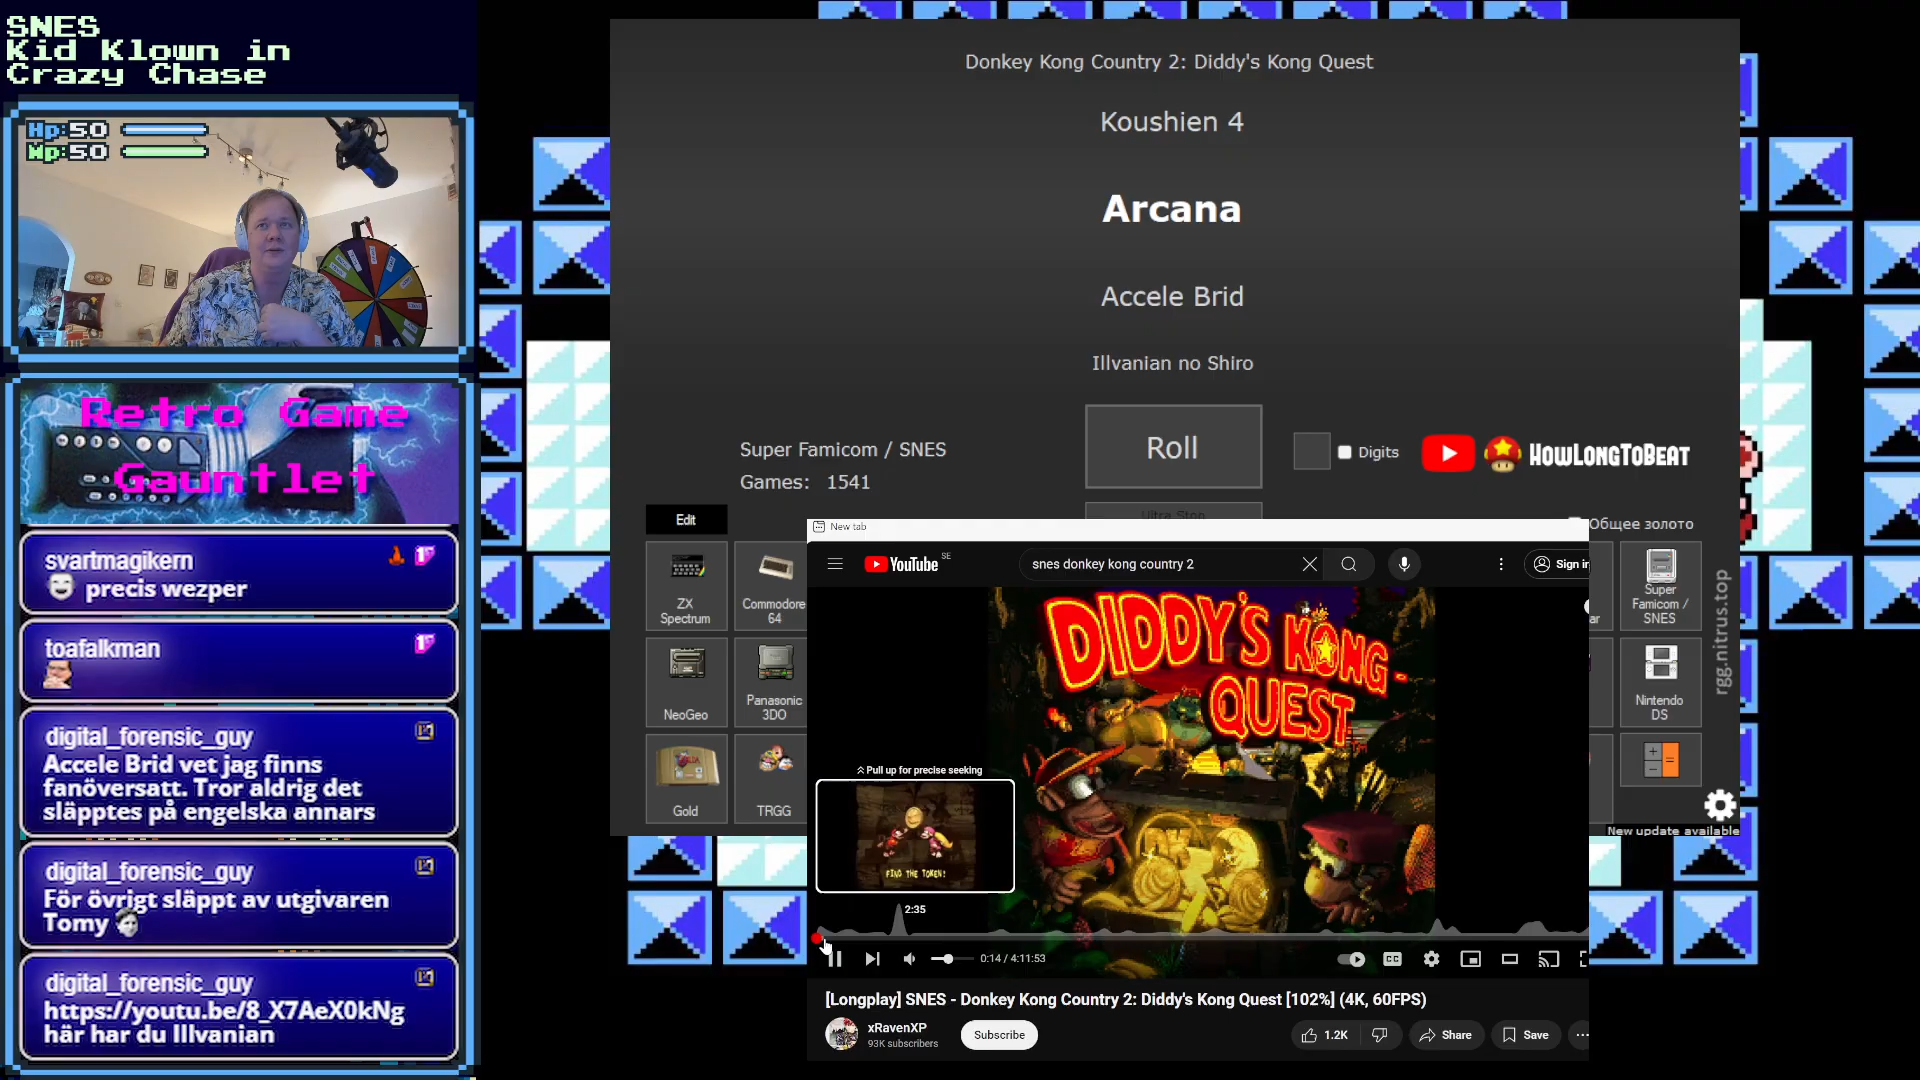 SNES
Kid Klown in
Crazy Chase
Hp:50
Mp:50
Retro Game
Gauntlet
svartmagikern
precis wezper
toafalkman
digital_forensic_guy
Accele Brid vet jag finns
fanöversatt. Tror aldrig det
släpptes på engelska annars
digital_forensic_guy
För övrigt släppt av utgivaren
Tomy
digital_forensic_guy
https://youtu.be/8_X7AeX0kNg
här har du Illvanian
Donkey Kong Country 2: Diddy's Kong Quest
Koushien 4
Arcana
Accele Brid
Illvanian no Shiro
Super Famicom / SNES
Games: 1541
Roll
Digits
HowLongToBeat
Ultra Stop
Edit
Общее золото
ZX
Spectrum
Commodore
64
NeoGeo
Panasonic
3DO
Gold
TRGG
ar
Super
Famicom /
SNES
Nintendo
DS
rgg.nitrus.top
New update available
New tab
YouTube SE
snes donkey kong country 2
Sign in
DIDDY'S KONG-
QUEST
Pull up for precise seeking
FIND THE TOKEN!
2:35
0:14 / 4:11:53
CC
[Longplay] SNES - Donkey Kong Country 2: Diddy's Kong Quest [102%] (4K, 60FPS)
xRavenXP
93K subscribers
Subscribe
1.2K
Share
Save